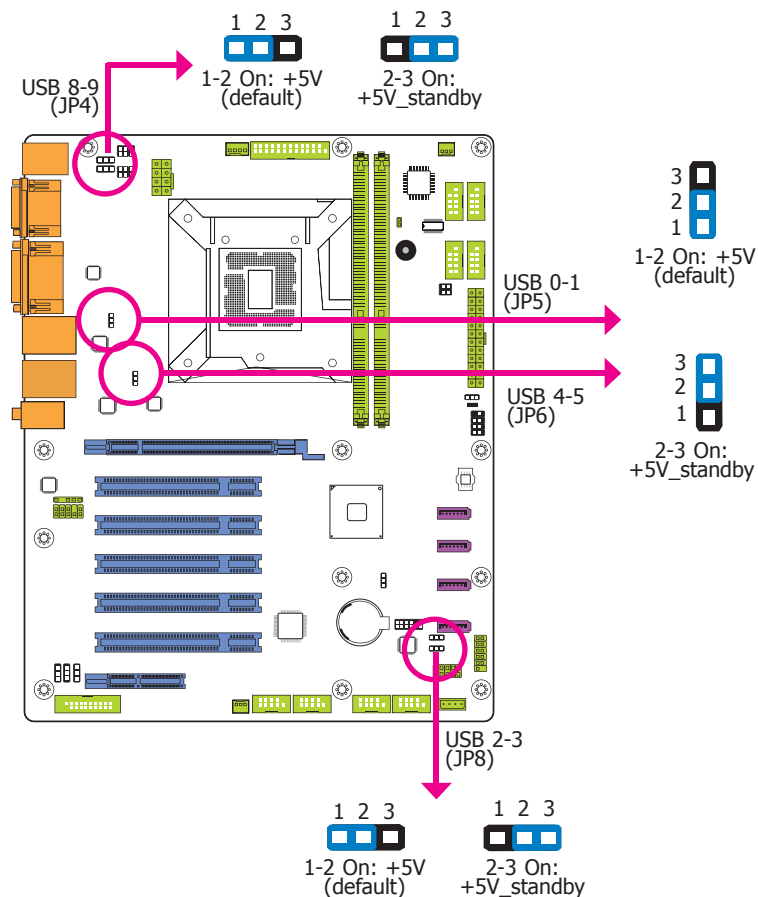 1 2 3
1 2 3
1-2 On: +5V
(default)
2-3 On:
+5V_standby
USB 8-9
(JP4)
3
2
1
1-2 On: +5V
(default)
USB 0-1
(JP5)
USB 4-5
(JP6)
3
2
1
2-3 On:
+5V_standby
USB 2-3
(JP8)
1 2 3
1 2 3
1-2 On: +5V
(default)
2-3 On:
+5V_standby